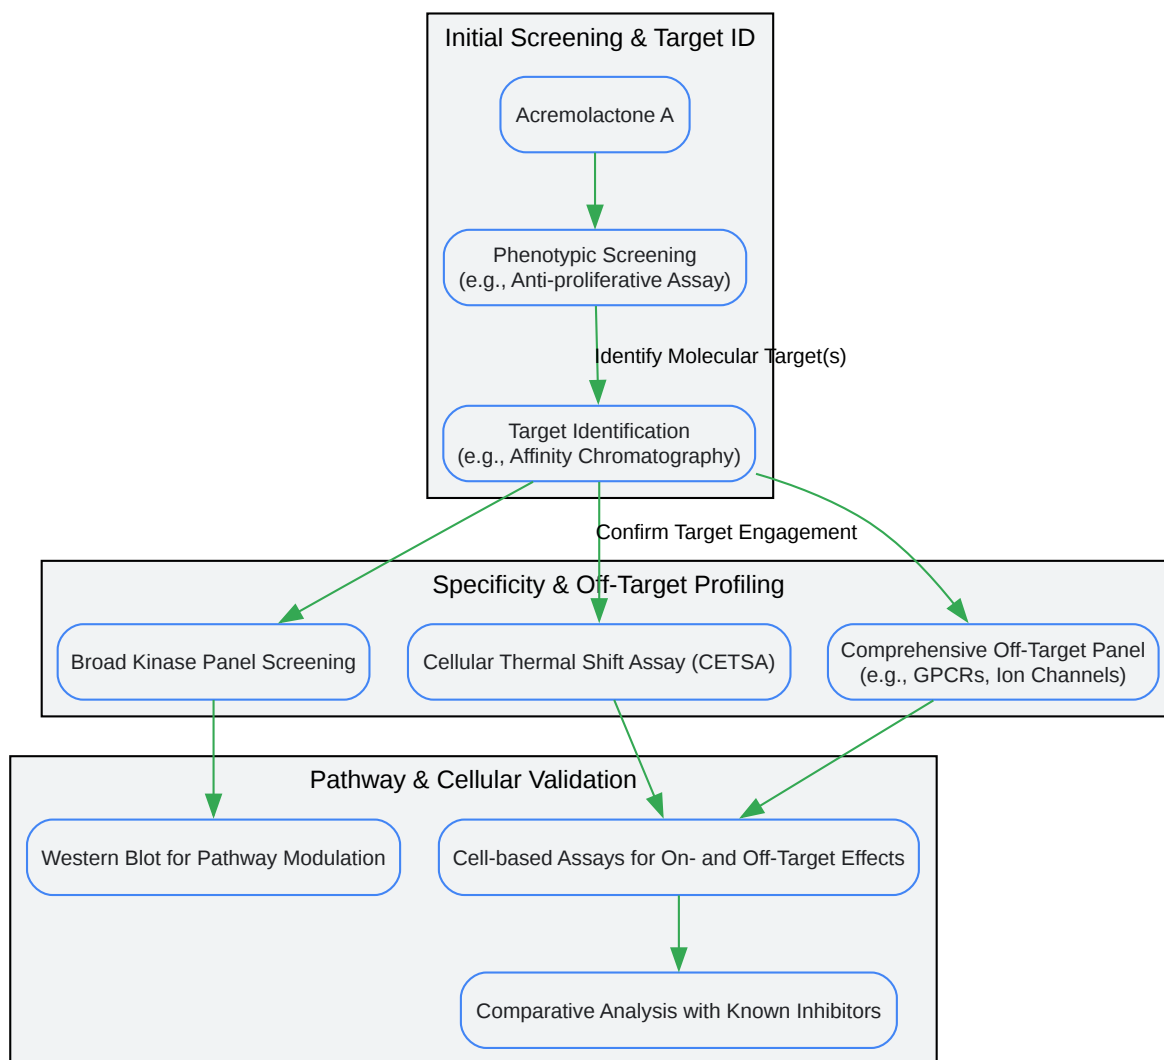 Initial Screening & Target ID
Acremolactone A
Phenotypic Screening
(e.g., Anti-proliferative Assay)
Identify Molecular Target(s)
Target Identification
(e.g., Affinity Chromatography)
Confirm Target Engagement
Specificity & Off-Target Profiling
Broad Kinase Panel Screening
Cellular Thermal Shift Assay (CETSA)
Comprehensive Off-Target Panel
(e.g., GPCRs, Ion Channels)
Pathway & Cellular Validation
Western Blot for Pathway Modulation
Cell-based Assays for On- and Off-Target Effects
Comparative Analysis with Known Inhibitors